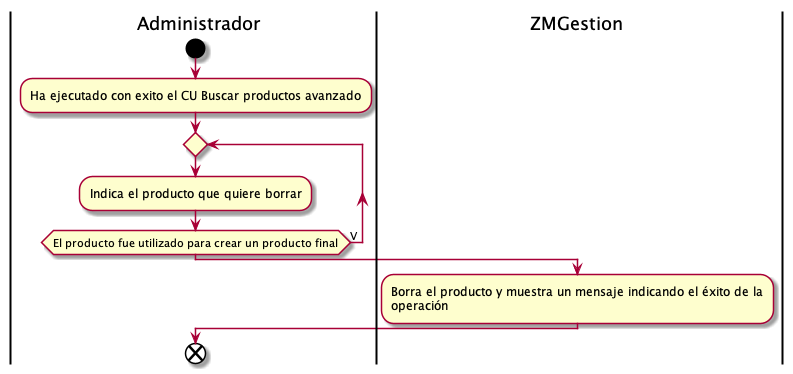 Administrador
ZMGestion
Ha ejecutado con exito el CU Buscar productos avanzado
Indica el producto que quiere borrar
El producto fue utilizado para crear un producto final
V
Borra el producto y muestra un mensaje indicando el éxito de la
operación